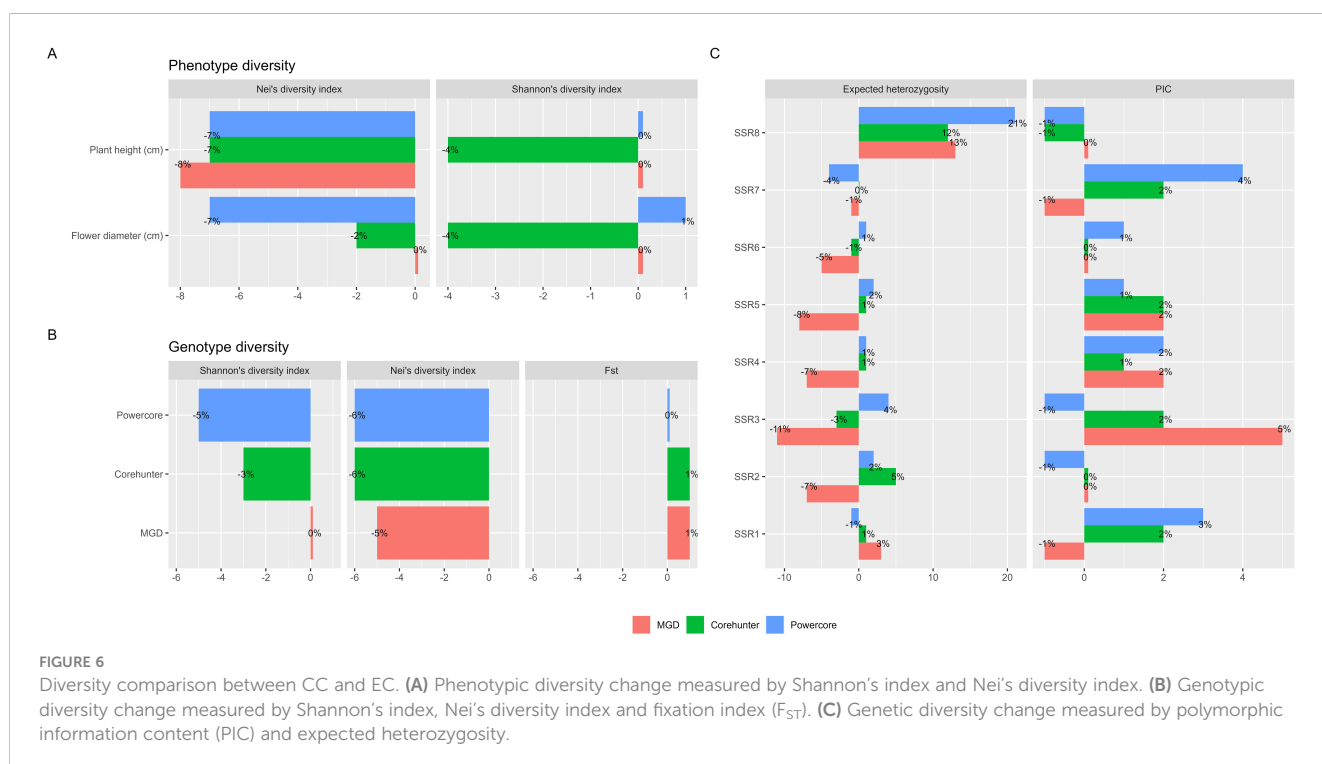 A
Phenotype diversity
Nei's diversity index
Shannon's diversity index
Plant height (cm)
-7%
-7%
-8%
0%
-4%
0%
Flower diameter (cm)
-7%
-2%
0%
1%
-4%
0%
-8 -6 -4 -2 0
-4 -3 -2 -1 0 1
B
Genotype diversity
Shannon's diversity index
Nei's diversity index
Fst
Powercore
-5%
-6%
0%
Corehunter
-3%
-6%
1%
MGD
0%
-5%
1%
-6 -4 -2 0
-6 -4 -2 0
-6 -4 -2 0
C
Expected heterozygosity
PIC
SSR8
21%
12%
13%
-1%
-1%
0%
SSR7
-4%
0%
-1%
4%
2%
-1%
SSR6
1%
-1%
-5%
1%
0%
0%
SSR5
2%
1%
-8%
1%
2%
2%
SSR4
1%
1%
-7%
2%
1%
2%
SSR3
4%
-3%
-11%
-1%
2%
5%
SSR2
2%
5%
-7%
-1%
0%
0%
SSR1
-1%
1%
3%
3%
2%
-1%
-10 0 10 20
0 2 4
MGD Corehunter Powercore
FIGURE 6
Diversity comparison between CC and EC. (A) Phenotypic diversity change measured by Shannon's index and Nei's diversity index. (B) Genotypic
diversity change measured by Shannon's index, Nei's diversity index and fixation index (FST). (C) Genetic diversity change measured by polymorphic
information content (PIC) and expected heterozygosity.